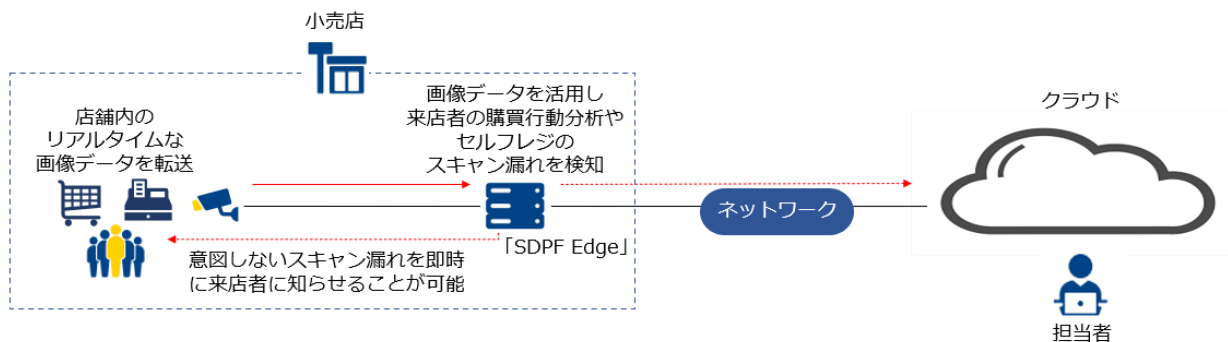 小売店
店舗内の
リアルタイムな
画像データを転送
画像データを活用し
来店者の購買行動分析や
セルフレジの
スキャン漏れを検知
クラウド
ネットワーク
「SDPF Edge」
意図しないスキャン漏れを即時
に来店者に知らせることが可能
担当者